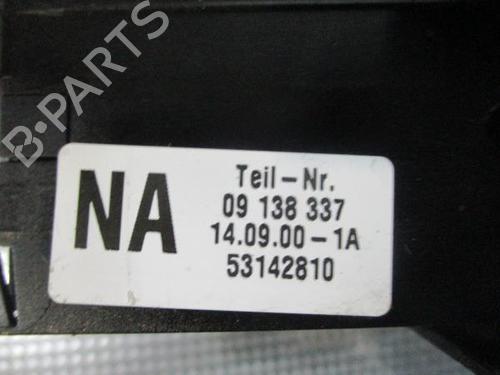 B-PARTS
NA
Teil-Nr.
09 138 337
14.09.00-1A
53142810